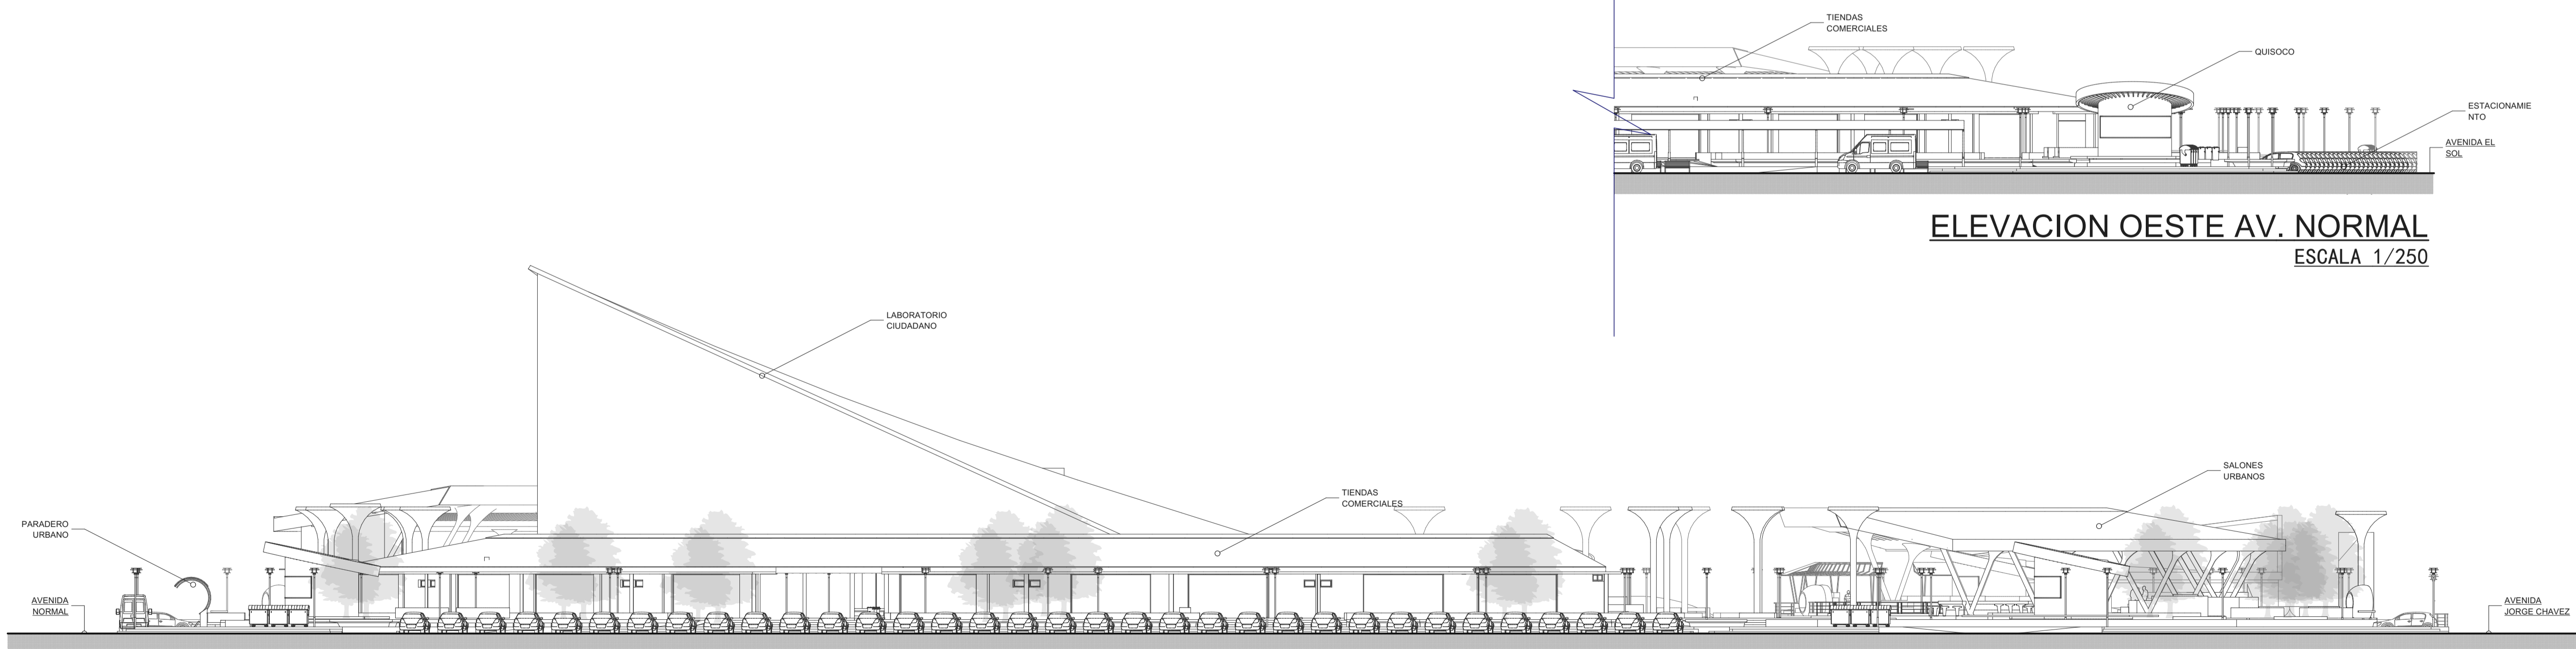 TIENDAS
COMERCIALES
QUISOCO
ESTACIONAMIE
NTO
AVENIDA EL
SOL
ELEVACION OESTE AV. NORMAL
ESCALA 1/250
LABORATORIO
CIUDADANO
TIENDAS
COMERCIALES
SALONES
URBANOS
PARADERO
URBANO
AVENIDA
NORMAL
AVENIDA
JORGE CHAVEZ